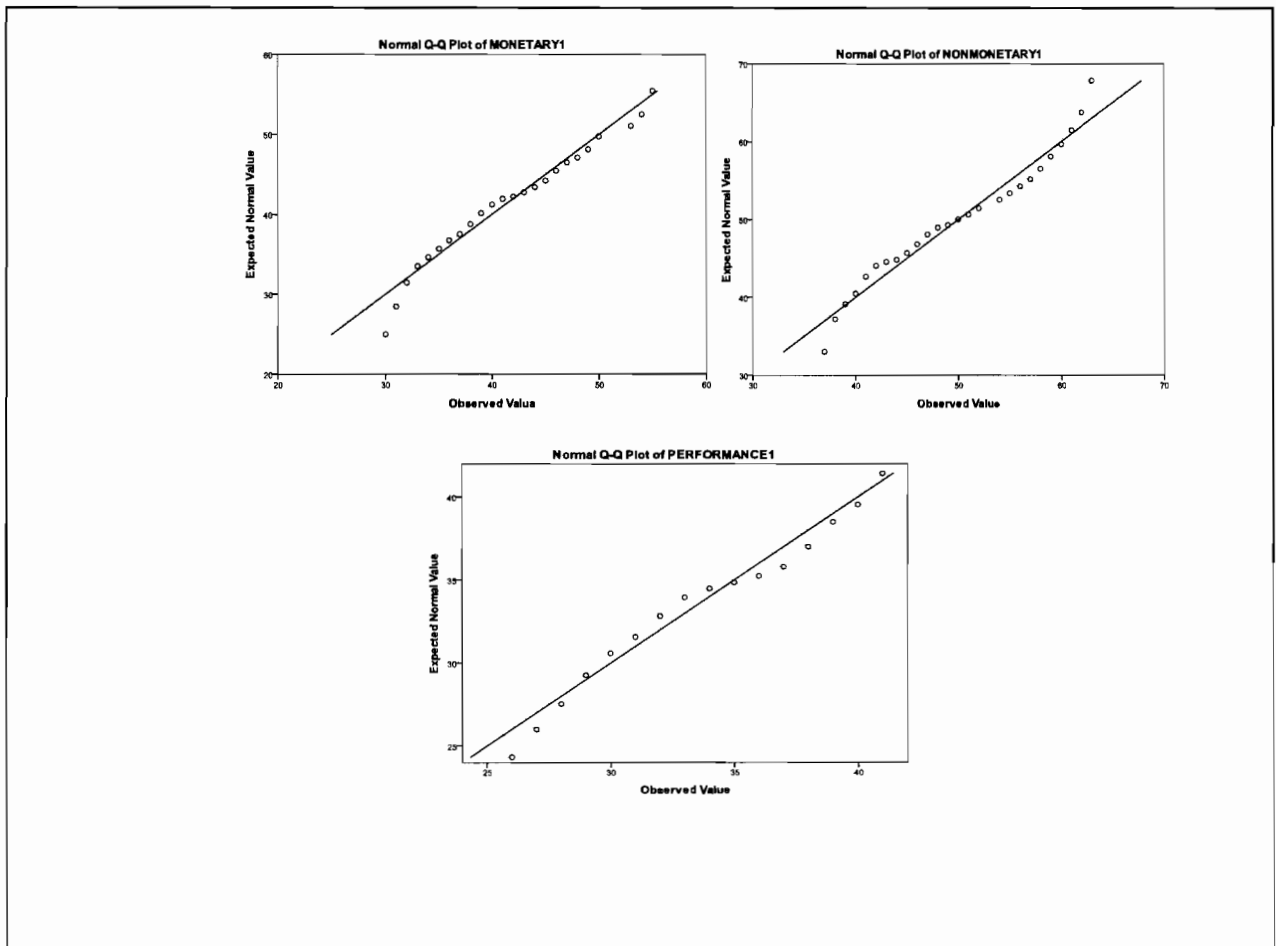 Normal Q-Q Plot of MONETARY1
60
50
40
30
20
Expected Normal Value
20 30 40 50 60
Observed Value
Normal Q-Q Plot of NONMONETARY1
70
60
50
40
30
Expected Normal Value
30 40 50 60 70
Observed Value
Normal Q-Q Plot of PERFORMANCE1
40
35
30
25
Expected Normal Value
25 30 35 40
Observed Value